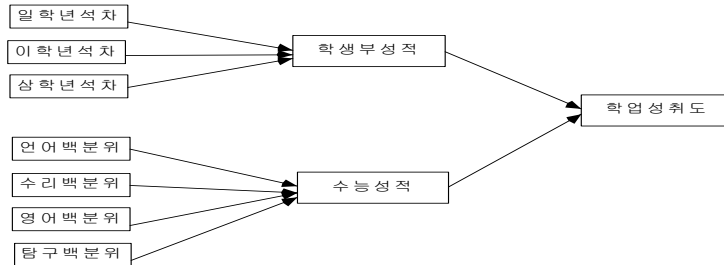 일학년석차
이학년석차
삼학년석차
학생부성적
학업성취도
언어백분위
수리백분위
영어백분위
탐구백분위
수능성적